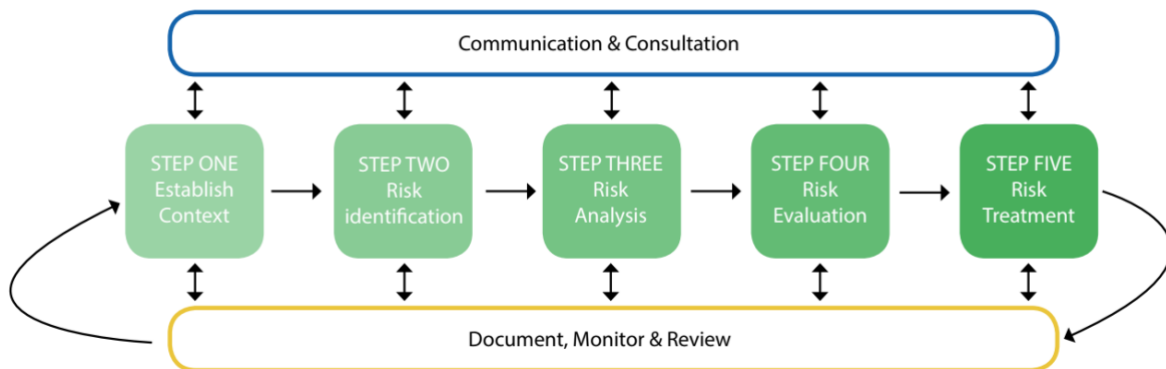 Communication & Consultation
STEP ONE
Establish
Context
STEP TWO
Risk
identification
STEP THREE
Risk
Analysis
STEP FOUR
Risk
Evaluation
STEP FIVE
Risk
Treatment
Document, Monitor & Review